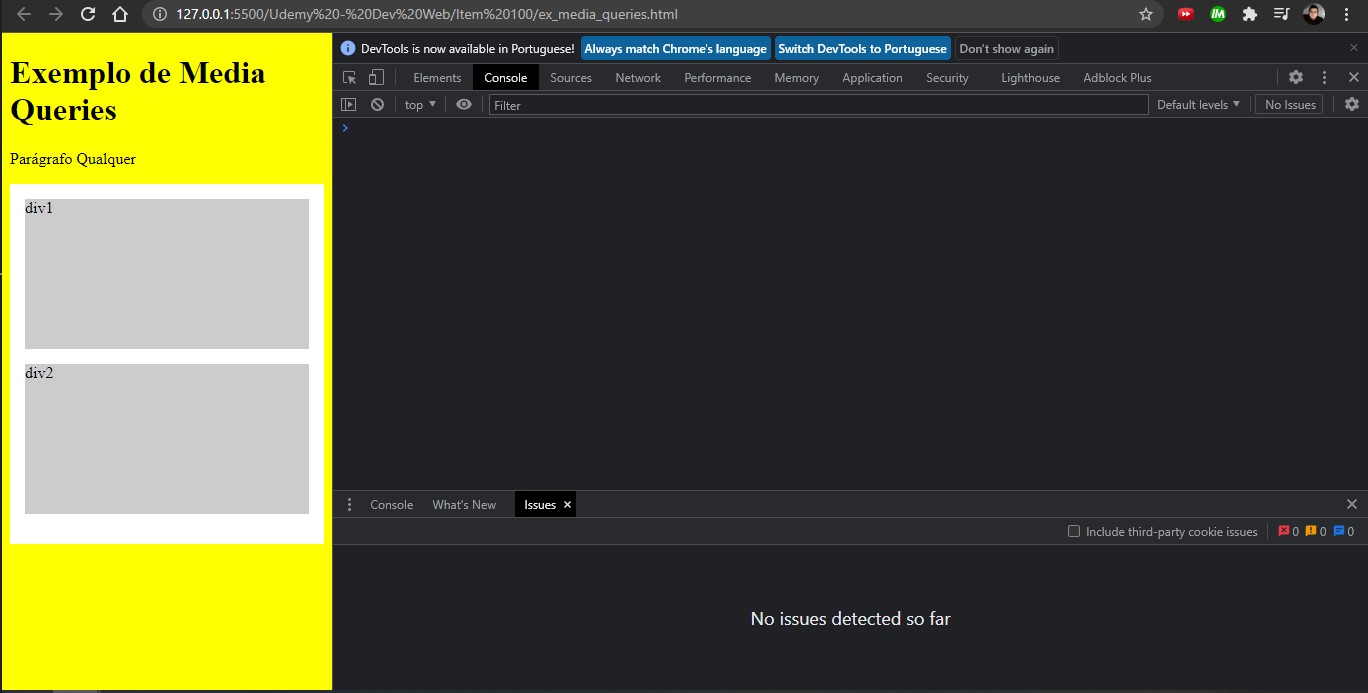 127.0.0.1:5500/Udemy%20-%20Dev%20Web/Item%20100/ex_media_queries.html
Exemplo de Media
Queries
Parágrafo Qualquer
div1
div2
DevTools is now available in Portuguese! Always match Chrome's language Switch DevTools to Portuguese Don't show again
Elements Console Sources Network Performance Memory Application Security Lighthouse Adblock Plus
top Filter Default levels No Issues
Console What's New Issues
Include third-party cookie issues 0 0 0
No issues detected so far